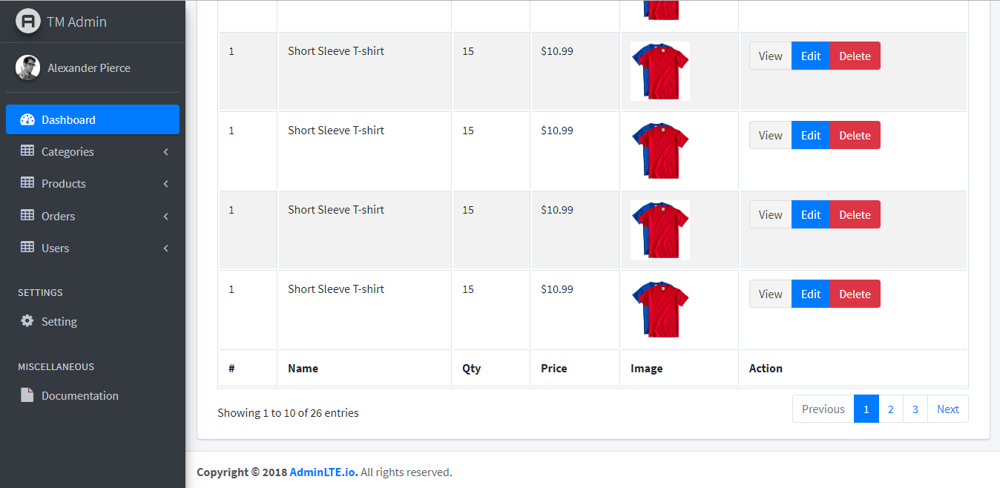 TM Admin
Alexander Pierce
Dashboard
Categories
Products
Orders
Users
SETTINGS
Setting
MISCELLANEOUS
Documentation
1 Short Sleeve T-shirt 15 $10.99 View Edit Delete
1 Short Sleeve T-shirt 15 $10.99 View Edit Delete
1 Short Sleeve T-shirt 15 $10.99 View Edit Delete
1 Short Sleeve T-shirt 15 $10.99 View Edit Delete
# Name Qty Price Image Action
Showing 1 to 10 of 26 entries Previous 1 2 3 Next
Copyright © 2018 AdminLTE.io. All rights reserved.